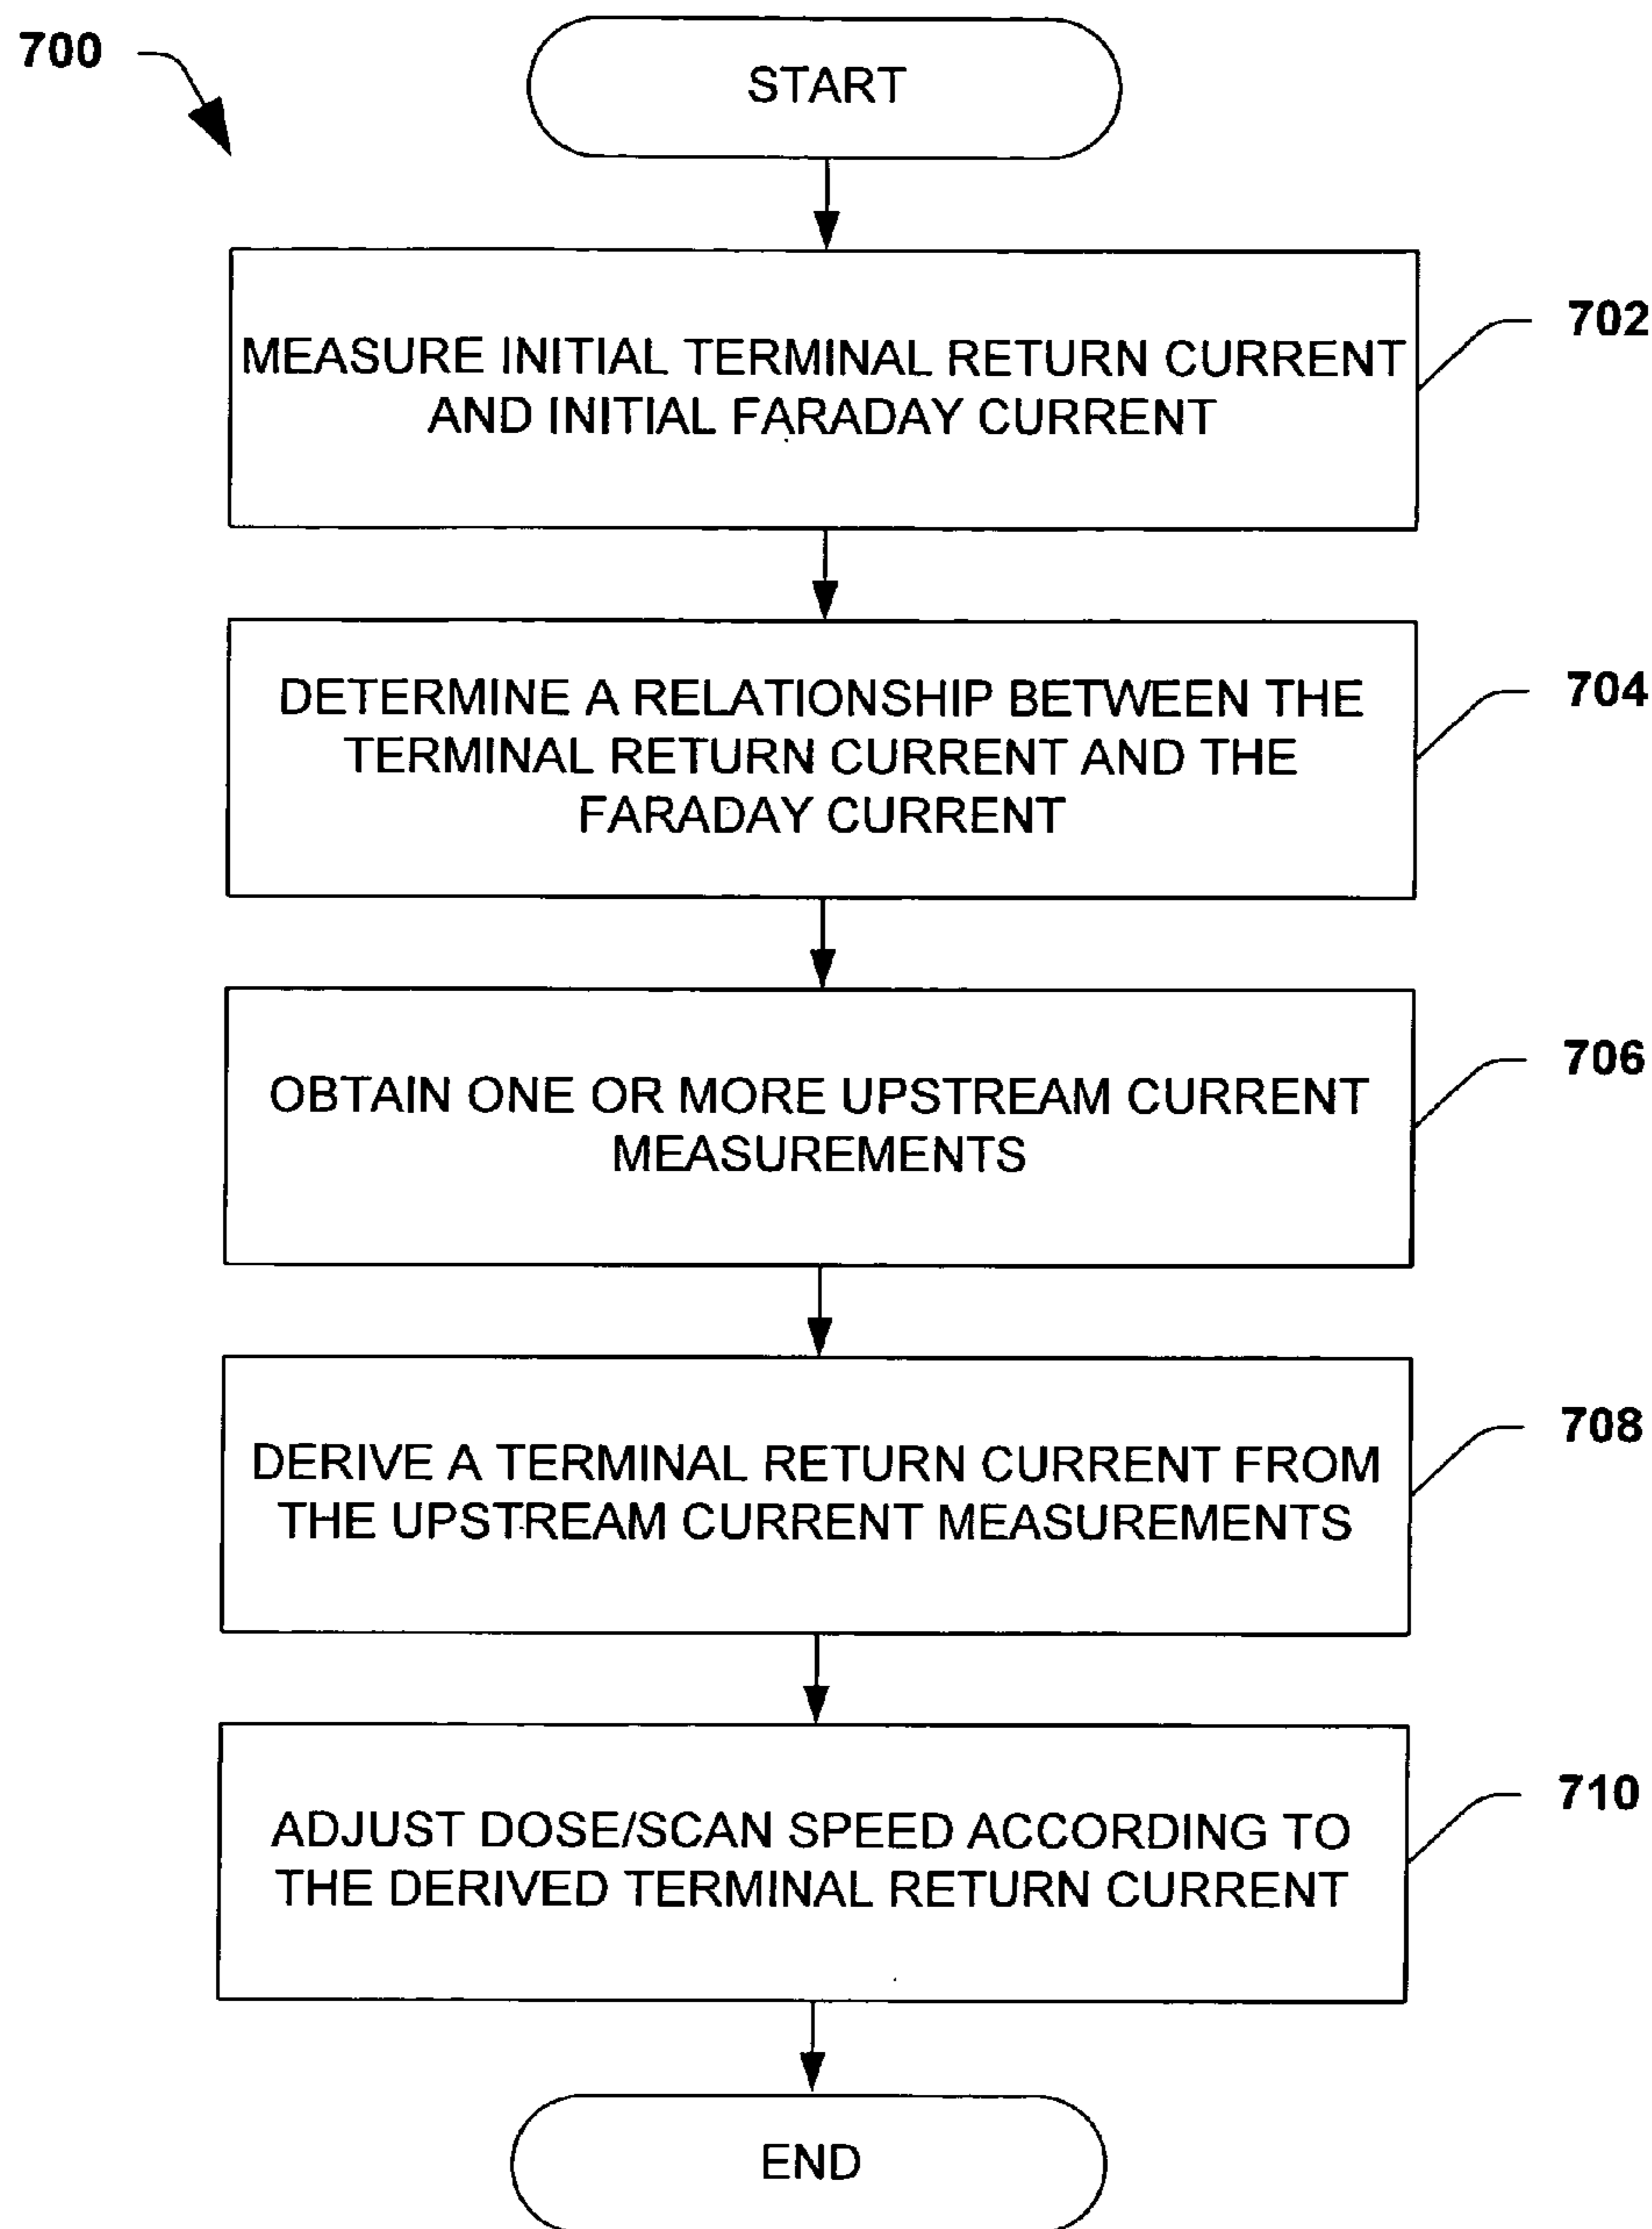 700
START
MEASURE INITIAL TERMINAL RETURN CURRENT
AND INITIAL FARADAY CURRENT
702
DETERMINE A RELATIONSHIP BETWEEN THE
TERMINAL RETURN CURRENT AND THE
FARADAY CURRENT
704
OBTAIN ONE OR MORE UPSTREAM CURRENT
MEASUREMENTS
706
DERIVE A TERMINAL RETURN CURRENT FROM
THE UPSTREAM CURRENT MEASUREMENTS
708
ADJUST DOSE/SCAN SPEED ACCORDING TO
THE DERIVED TERMINAL RETURN CURRENT
710
END